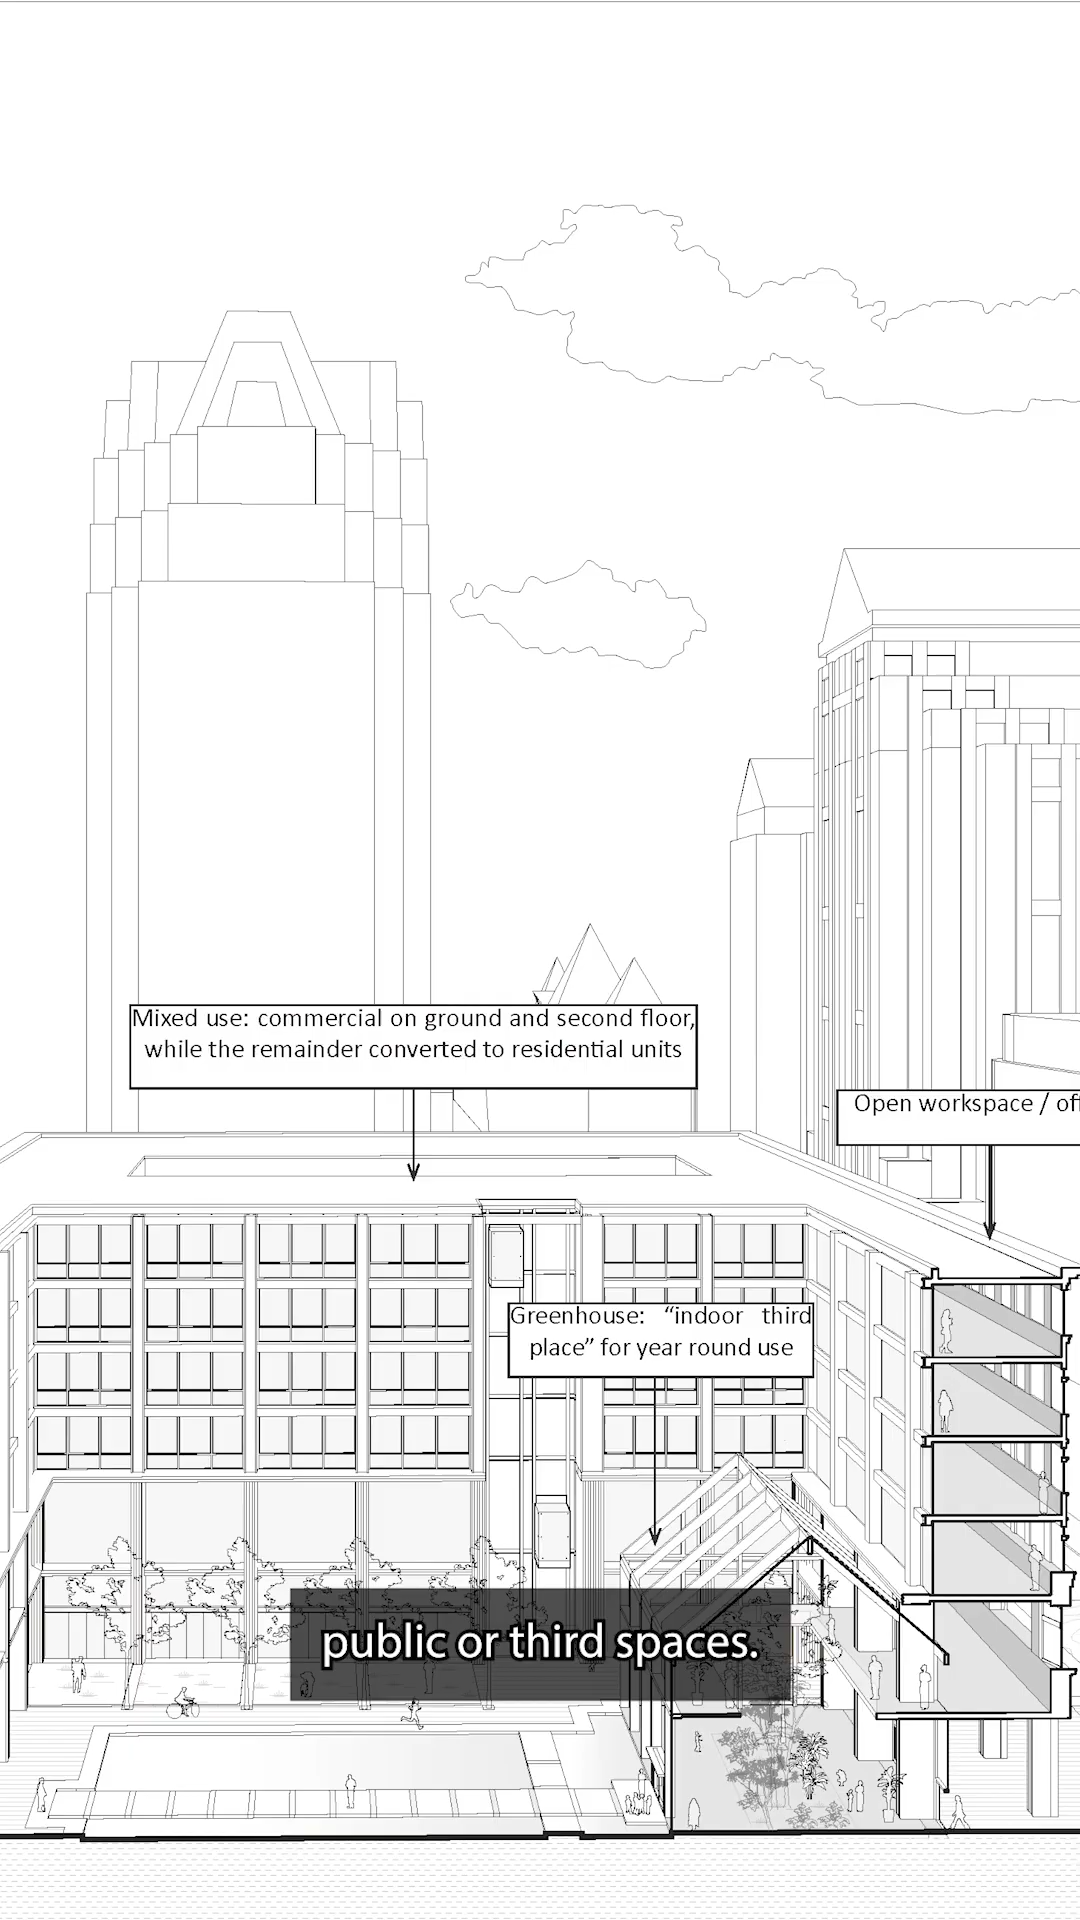 Mixed use: commercial on ground and second floor,
while the remainder converted to residential units
Open workspace /
Greenhouse: “indoor third
place” for year round use
public or third spaces.